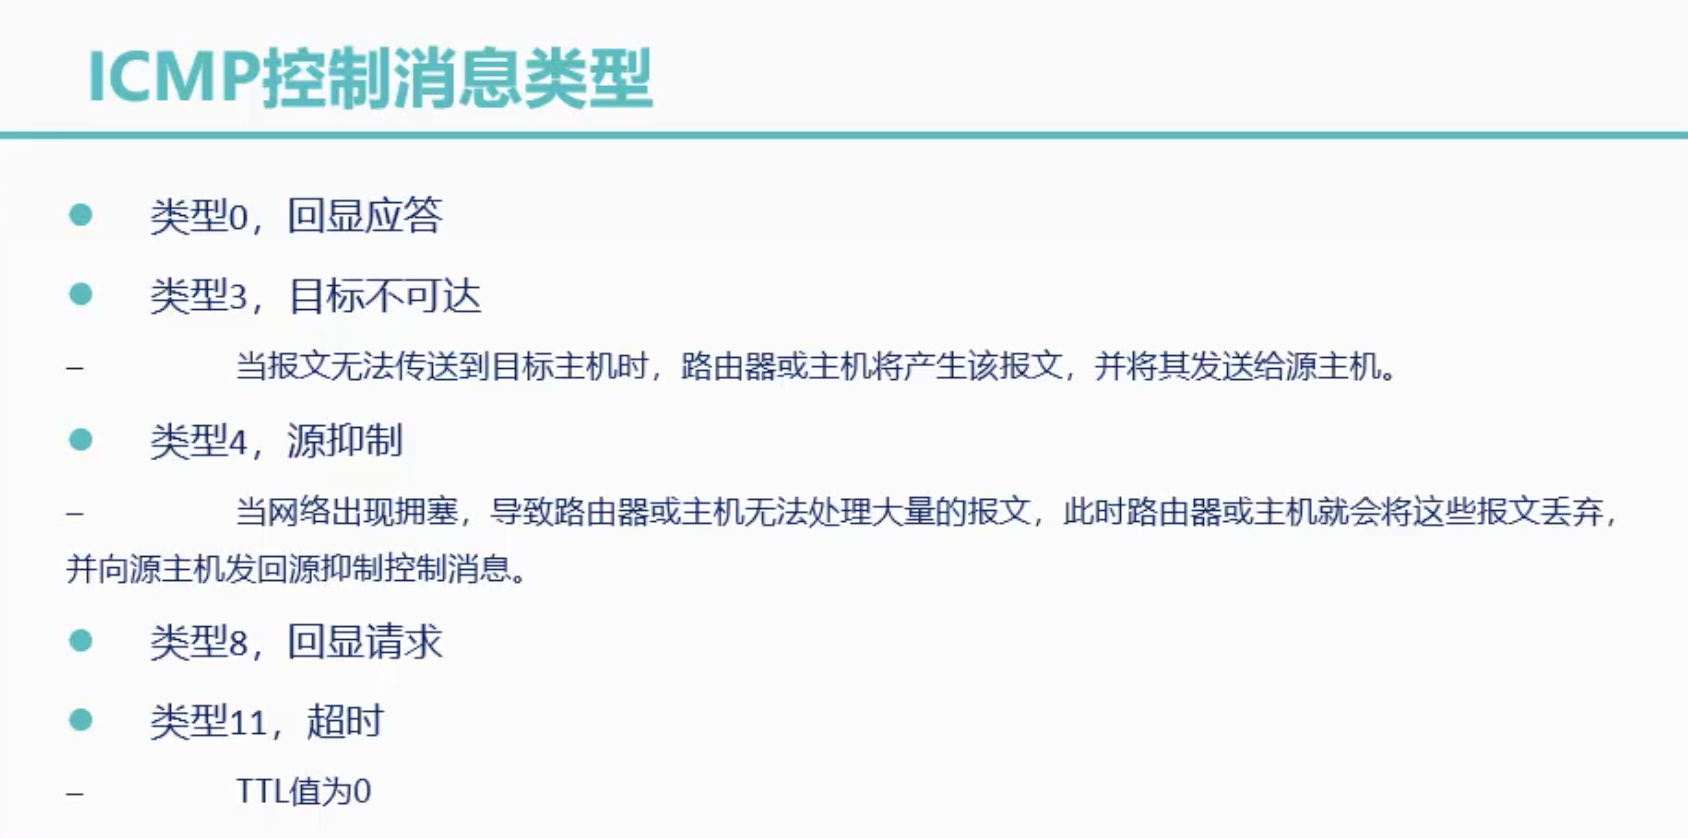 ICMP控制消息类型
● 类型0，回显应答
● 类型3，目标不可达
– 当报文无法传送到目标主机时，路由器或主机将产生该报文，并将其发送给源主机。
● 类型4，源抑制
– 当网络出现拥塞，导致路由器或主机无法处理大量的报文，此时路由器或主机就会将这些报文丢弃，
并向源主机发回源抑制控制消息。
● 类型8，回显请求
● 类型11，超时
– TTL值为0